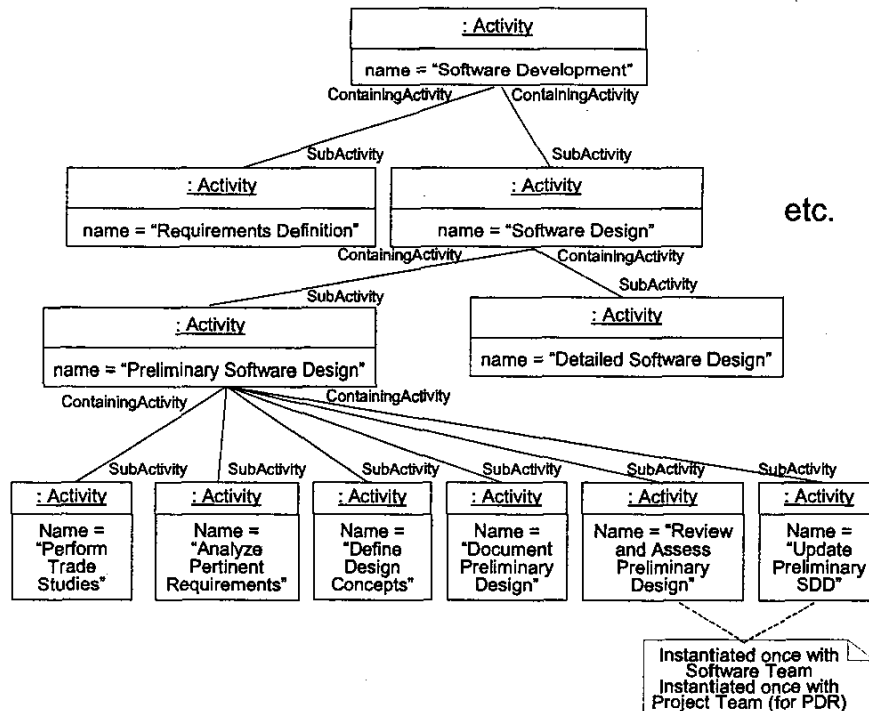 : Activity
name = "Software Development"
ContainingActivity
ContainingActivity
SubActivity
SubActivity
: Activity
name = "Requirements Definition"
: Activity
name = "Software Design"
etc.
ContainingActivity
ContainingActivity
SubActivity
SubActivity
: Activity
name = "Preliminary Software Design"
: Activity
name = "Detailed Software Design"
ContainingActivity
ContainingActivity
SubActivity
SubActivity
SubActivity
SubActivity
SubActivity
SubActivity
: Activity
Name =
"Perform
Trade
Studies"
: Activity
Name =
"Analyze
Pertinent
Requirements"
: Activity
Name =
"Define
Design
Concepts"
: Activity
Name =
"Document
Preliminary
Design"
: Activity
Name = "Review
and Assess
Preliminary
Design"
: Activity
Name =
"Update
Preliminary
SDD"
Instantiated once with
Software Team
Instantiated once with
Project Team (for PDR)